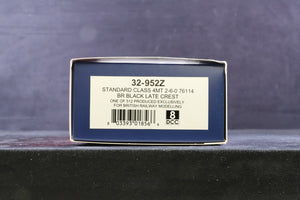 32-952Z
STANDARD CLASS 4MT 2-6-0 76114
BR BLACK LATE CREST
ONE OF 512 PRODUCED EXCLUSIVELY
FOR BRITISH RAILWAY MODELLING
8
DCC